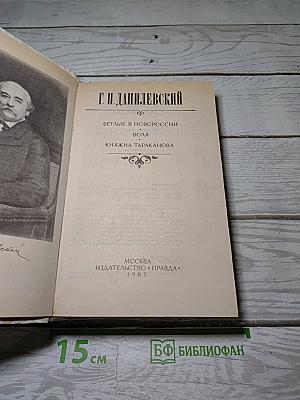 Г. П. ДАНИЛЕВСКИЙ
БЕГЛЫЕ В НОВОРОССИИ
ВОЛЯ
КНЯЖНА ТАРАКАНОВА
МОСКВА
ИЗДАТЕЛЬСТВО «ПРАВДА»
1983
15 см
БФ БИБЛИОФАН